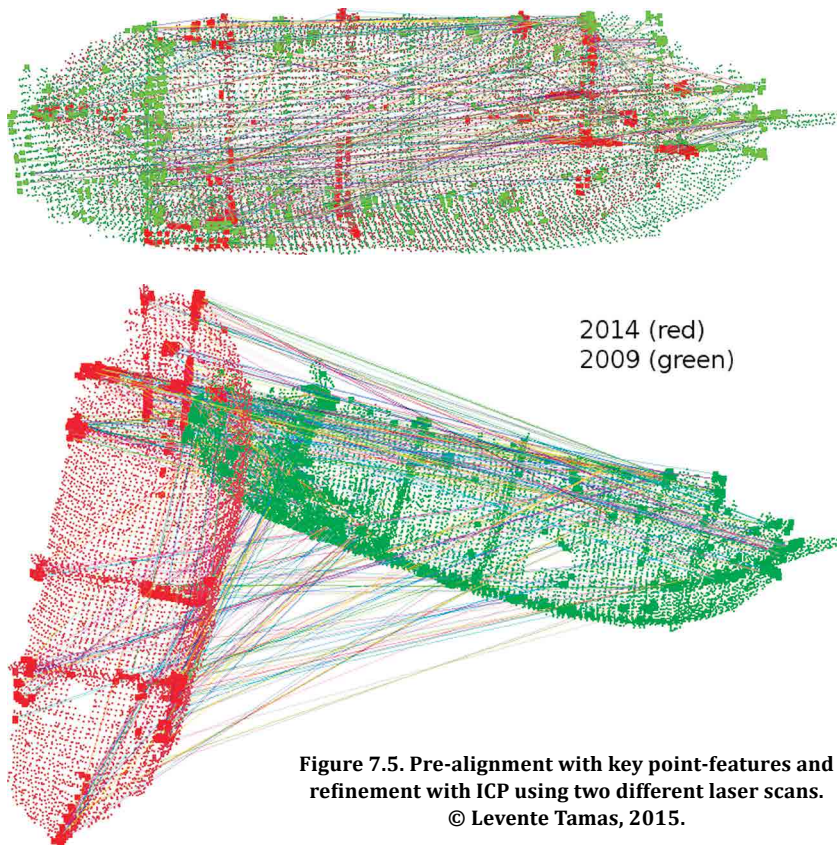 2014 (red)
2009 (green)
Figure 7.5. Pre-alignment with key point-features and
refinement with ICP using two different laser scans.
© Levente Tamas, 2015.